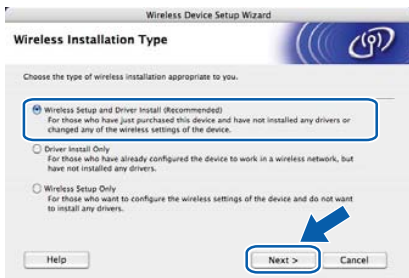 Wireless Device Setup Wizard
Wireless Installation Type
Choose the type of wireless installation appropriate to you.
Wireless Setup and Driver Install (Recommended)
For those who have just purchased this device and have not installed any drivers or
changed any of the wireless settings of the device.
Driver Install Only
For those who have already configured the device to work in a wireless network, but
have not installed any drivers.
Wireless Setup Only
For those who want to configure the wireless settings of the device and do not want
to install any drivers.
Help
Next >
Cancel